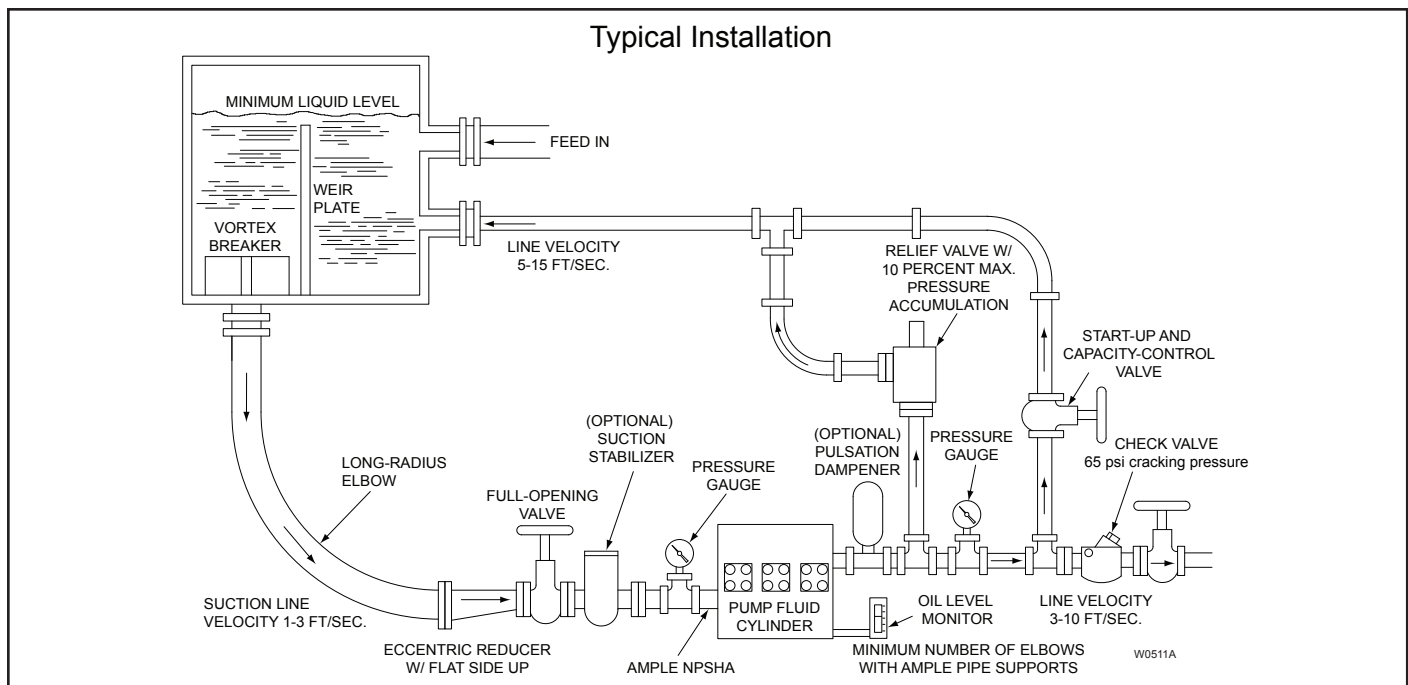 Typical Installation
MINIMUM LIQUID LEVEL
FEED IN
WEIR
PLATE
VORTEX
BREAKER
LINE VELOCITY
5-15 FT/SEC.
RELIEF VALVE W/
10 PERCENT MAX.
PRESSURE
ACCUMULATION
START-UP AND
CAPACITY-CONTROL
VALVE
(OPTIONAL)
SUCTION
STABILIZER
(OPTIONAL)
PULSATION
DAMPENER
PRESSURE
GAUGE
CHECK VALVE
65 psi cracking pressure
LONG-RADIUS
ELBOW
PRESSURE
GAUGE
FULL-OPENING
VALVE
SUCTION LINE
VELOCITY 1-3 FT/SEC.
PUMP FLUID
CYLINDER
OIL LEVEL
MONITOR
LINE VELOCITY
3-10 FT/SEC.
ECCENTRIC REDUCER
W/ FLAT SIDE UP
AMPLE NPSHA
MINIMUM NUMBER OF ELBOWS
WITH AMPLE PIPE SUPPORTS
W0511A